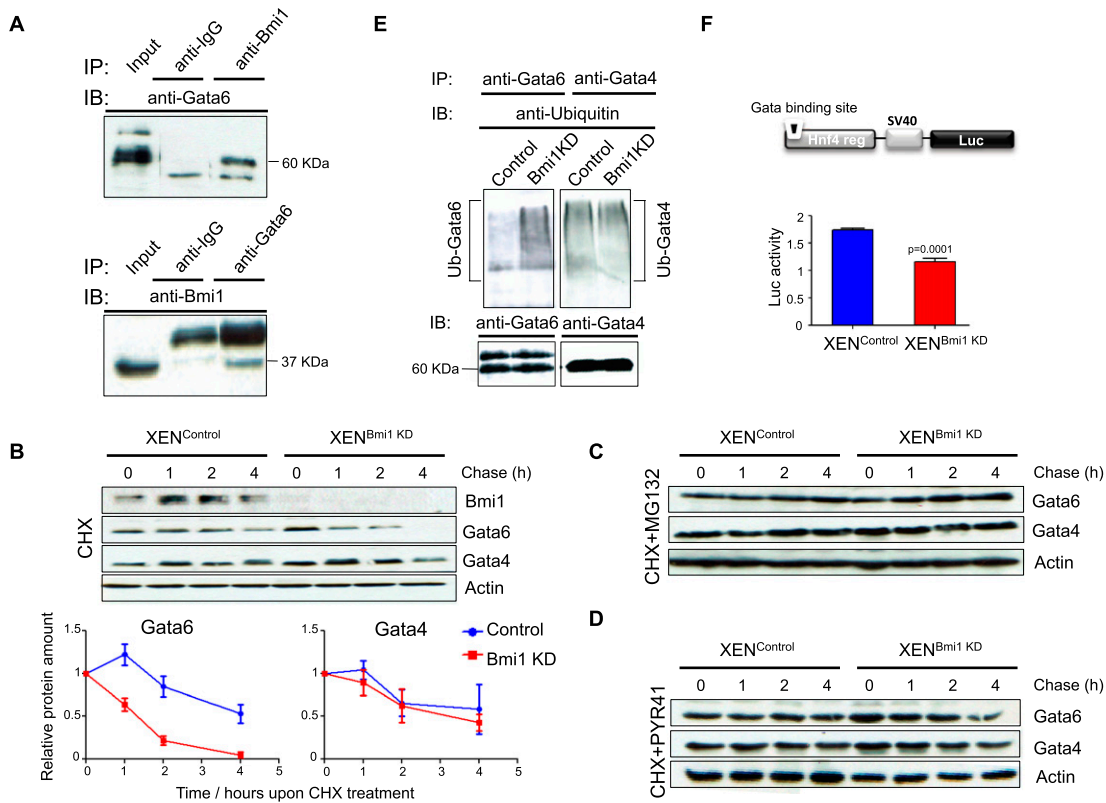 A
IP: Input anti-IgG anti-Bmi1
IB: anti-Gata6
60 KDa
IP: Input anti-IgG anti-Gata6
IB: anti-Bmi1
37 KDa
E
IP: anti-Gata6 anti-Gata4
IB: anti-Ubiquitin
Control Bmi1KD Control Bmi1KD
Ub-Gata6 Ub-Gata4
IB: anti-Gata6 anti-Gata4
60 KDa
F
Gata binding site
Hnf4 reg SV40 Luc
Luc activity
2
1.5
1
0.5
0
p=0.0001
XENControl XENBmi1 KD
B
XENControl XENBmi1 KD
0 1 2 4 0 1 2 4 Chase (h)
CHX
Bmi1
Gata6
Gata4
Actin
Relative protein amount
Gata6
1.5
1
0.5
0
0 1 2 3 4 5
Gata4
1.5
1
0.5
0
0 1 2 3 4 5
Control
Bmi1 KD
Time / hours upon CHX treatment
C
XENControl XENBmi1 KD
0 1 2 4 0 1 2 4 Chase (h)
CHX+MG132
Gata6
Gata4
Actin
D
XENControl XENBmi1 KD
0 1 2 4 0 1 2 4 Chase (h)
CHX+PYR41
Gata6
Gata4
Actin